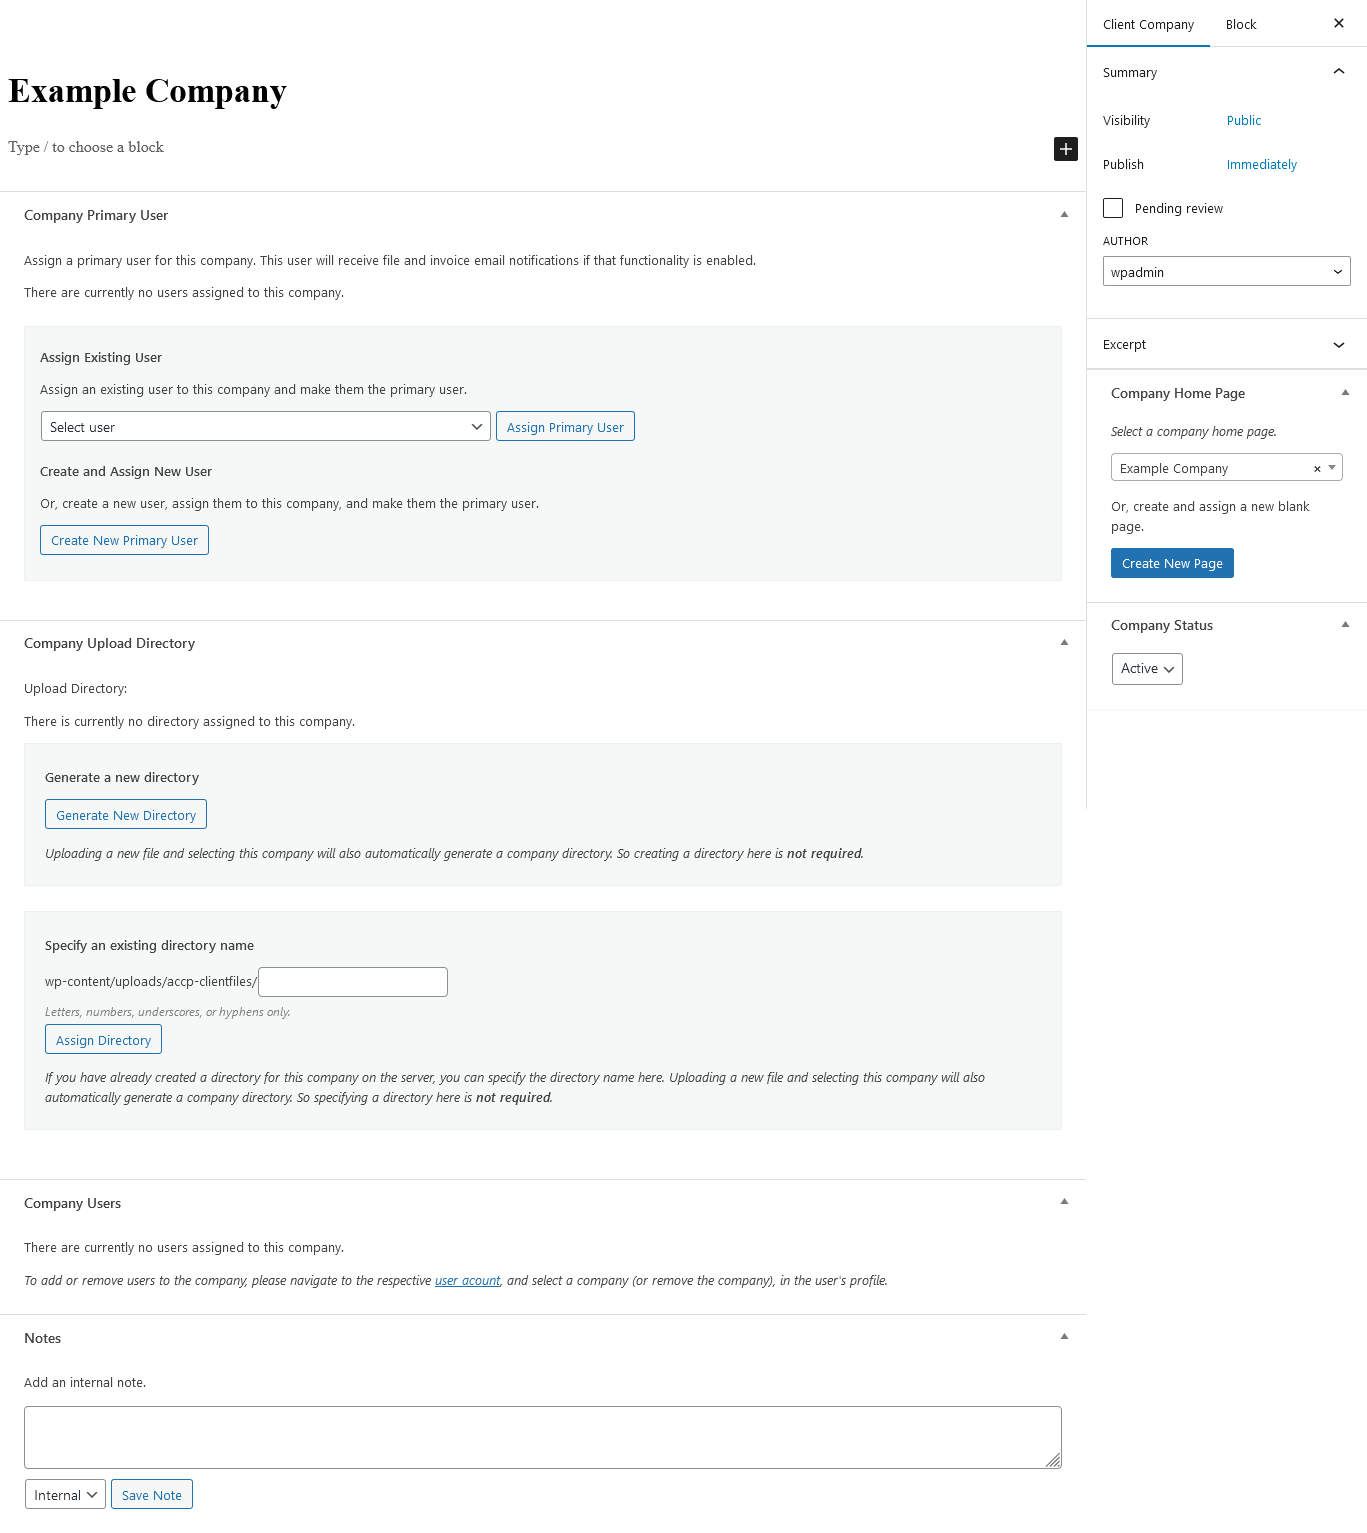 Example Company
Type / to choose a block
Company Primary User
Assign a primary user for this company. This user will receive file and invoice email notifications if that functionality is enabled.
There are currently no users assigned to this company.
Assign Existing User
Assign an existing user to this company and make them the primary user.
Select user
Assign Primary User
Create and Assign New User
Or, create a new user, assign them to this company, and make them the primary user.
Create New Primary User
Company Upload Directory
Upload Directory:
There is currently no directory assigned to this company.
Generate a new directory
Generate New Directory
Uploading a new file and selecting this company will also automatically generate a company directory. So creating a directory here is not required.
Specify an existing directory name
wp-content/uploads/accp-clientfiles/
Letters, numbers, underscores, or hyphens only.
Assign Directory
If you have already created a directory for this company on the server, you can specify the directory name here. Uploading a new file and selecting this company will also
automatically generate a company directory. So specifying a directory here is not required.
Company Users
There are currently no users assigned to this company.
To add or remove users to the company, please navigate to the respective user acount, and select a company (or remove the company), in the user's profile.
Notes
Add an internal note.
Internal
Save Note
Client Company
Block
Summary
Visibility
Public
Publish
Immediately
Pending review
AUTHOR
wpadmin
Excerpt
Company Home Page
Select a company home page.
Example Company
×
Or, create and assign a new blank
page.
Create New Page
Company Status
Active